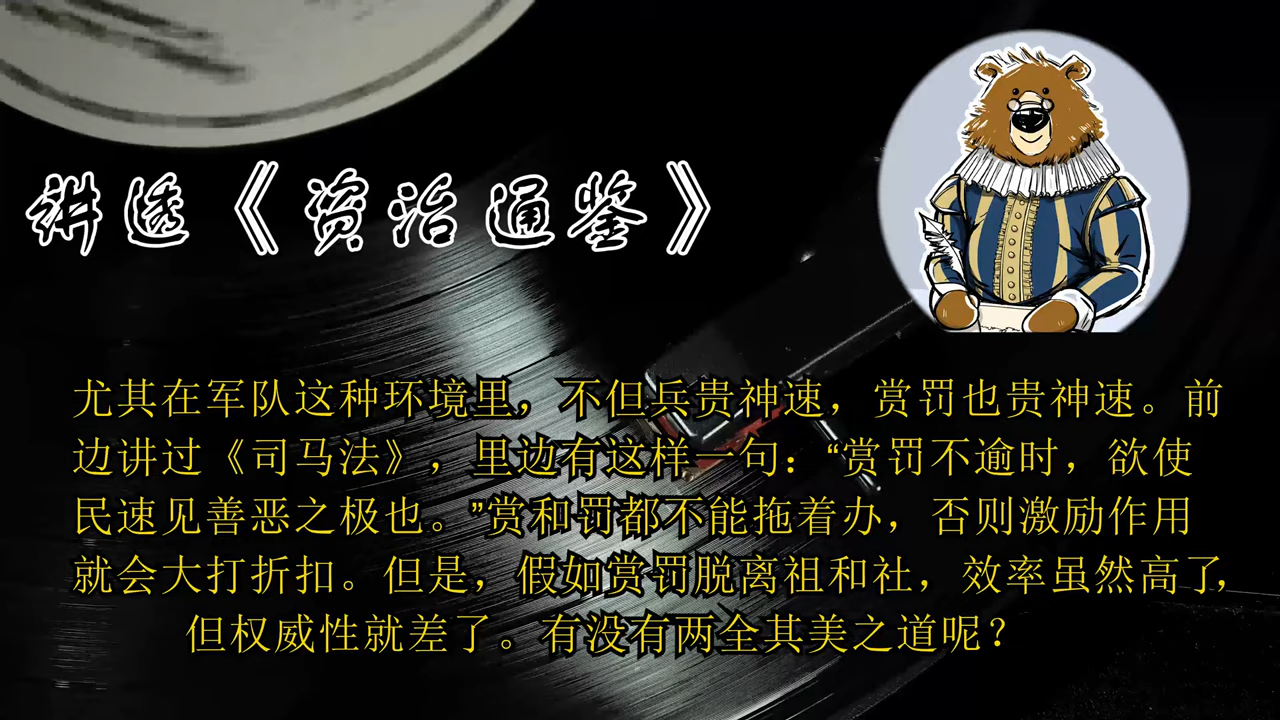 讲透《资治通鉴》
尤其在军队这种环境里，不但兵贵神速，赏罚也贵神速。前
边讲过《司马法》，里边有这样一句：“赏罚不逾时，欲使
民速见善恶之极也。”赏和罚都不能拖着办，否则激励作用
就会大打折扣。但是，假如赏罚脱离祖和社，效率虽然高了，
但权威性就差了。有没有两全其美之道呢？